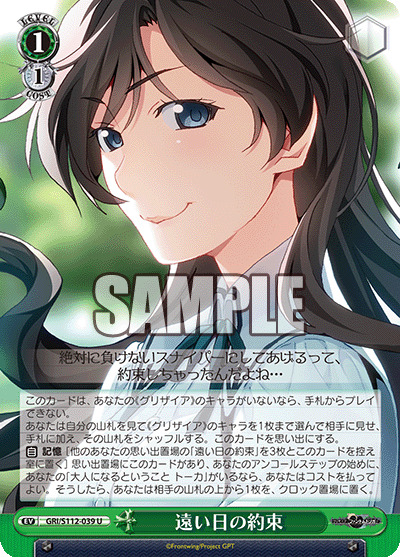 LEVEL
1
1
COST
SAMPLE
絶対に負けないスナイパーにしてあげるって、
約束しちゃったんだよね…
このカードは、あなたの《グリザイア》のキャラがいないなら、手札からプレイ
できない。
あなたは自分の山札を見て《グリザイア》のキャラを1枚まで選んで相手に見せ、
手札に加え、その山札をシャッフルする。このカードを思い出にする。
記憶 [他のあなたの思い出置場の「遠い日の約束」を3枚とこのカードを控え
室に置く] 思い出置場にこのカードがあり、あなたのアンコールステップの始めに、
あなたの「大人になるということ トーカ」がいるなら、あなたはコストを払って
よい。そうしたら、あなたは相手の山札の上から1枚を、クロック置場に置く。
EV GRI/S112-039 U
遠い日の約束
©Frontwing/Project GPT